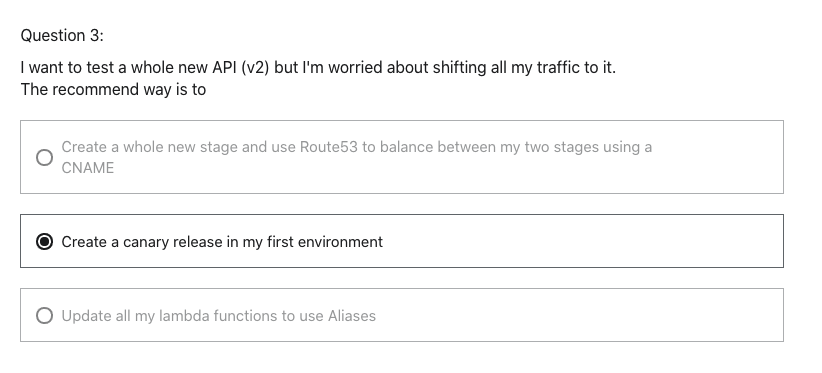 Question 3:
I want to test a whole new API (v2) but I'm worried about shifting all my traffic to it.
The recommend way is to
Create a whole new stage and use Route53 to balance between my two stages using a
CNAME
Create a canary release in my first environment
Update all my lambda functions to use Aliases